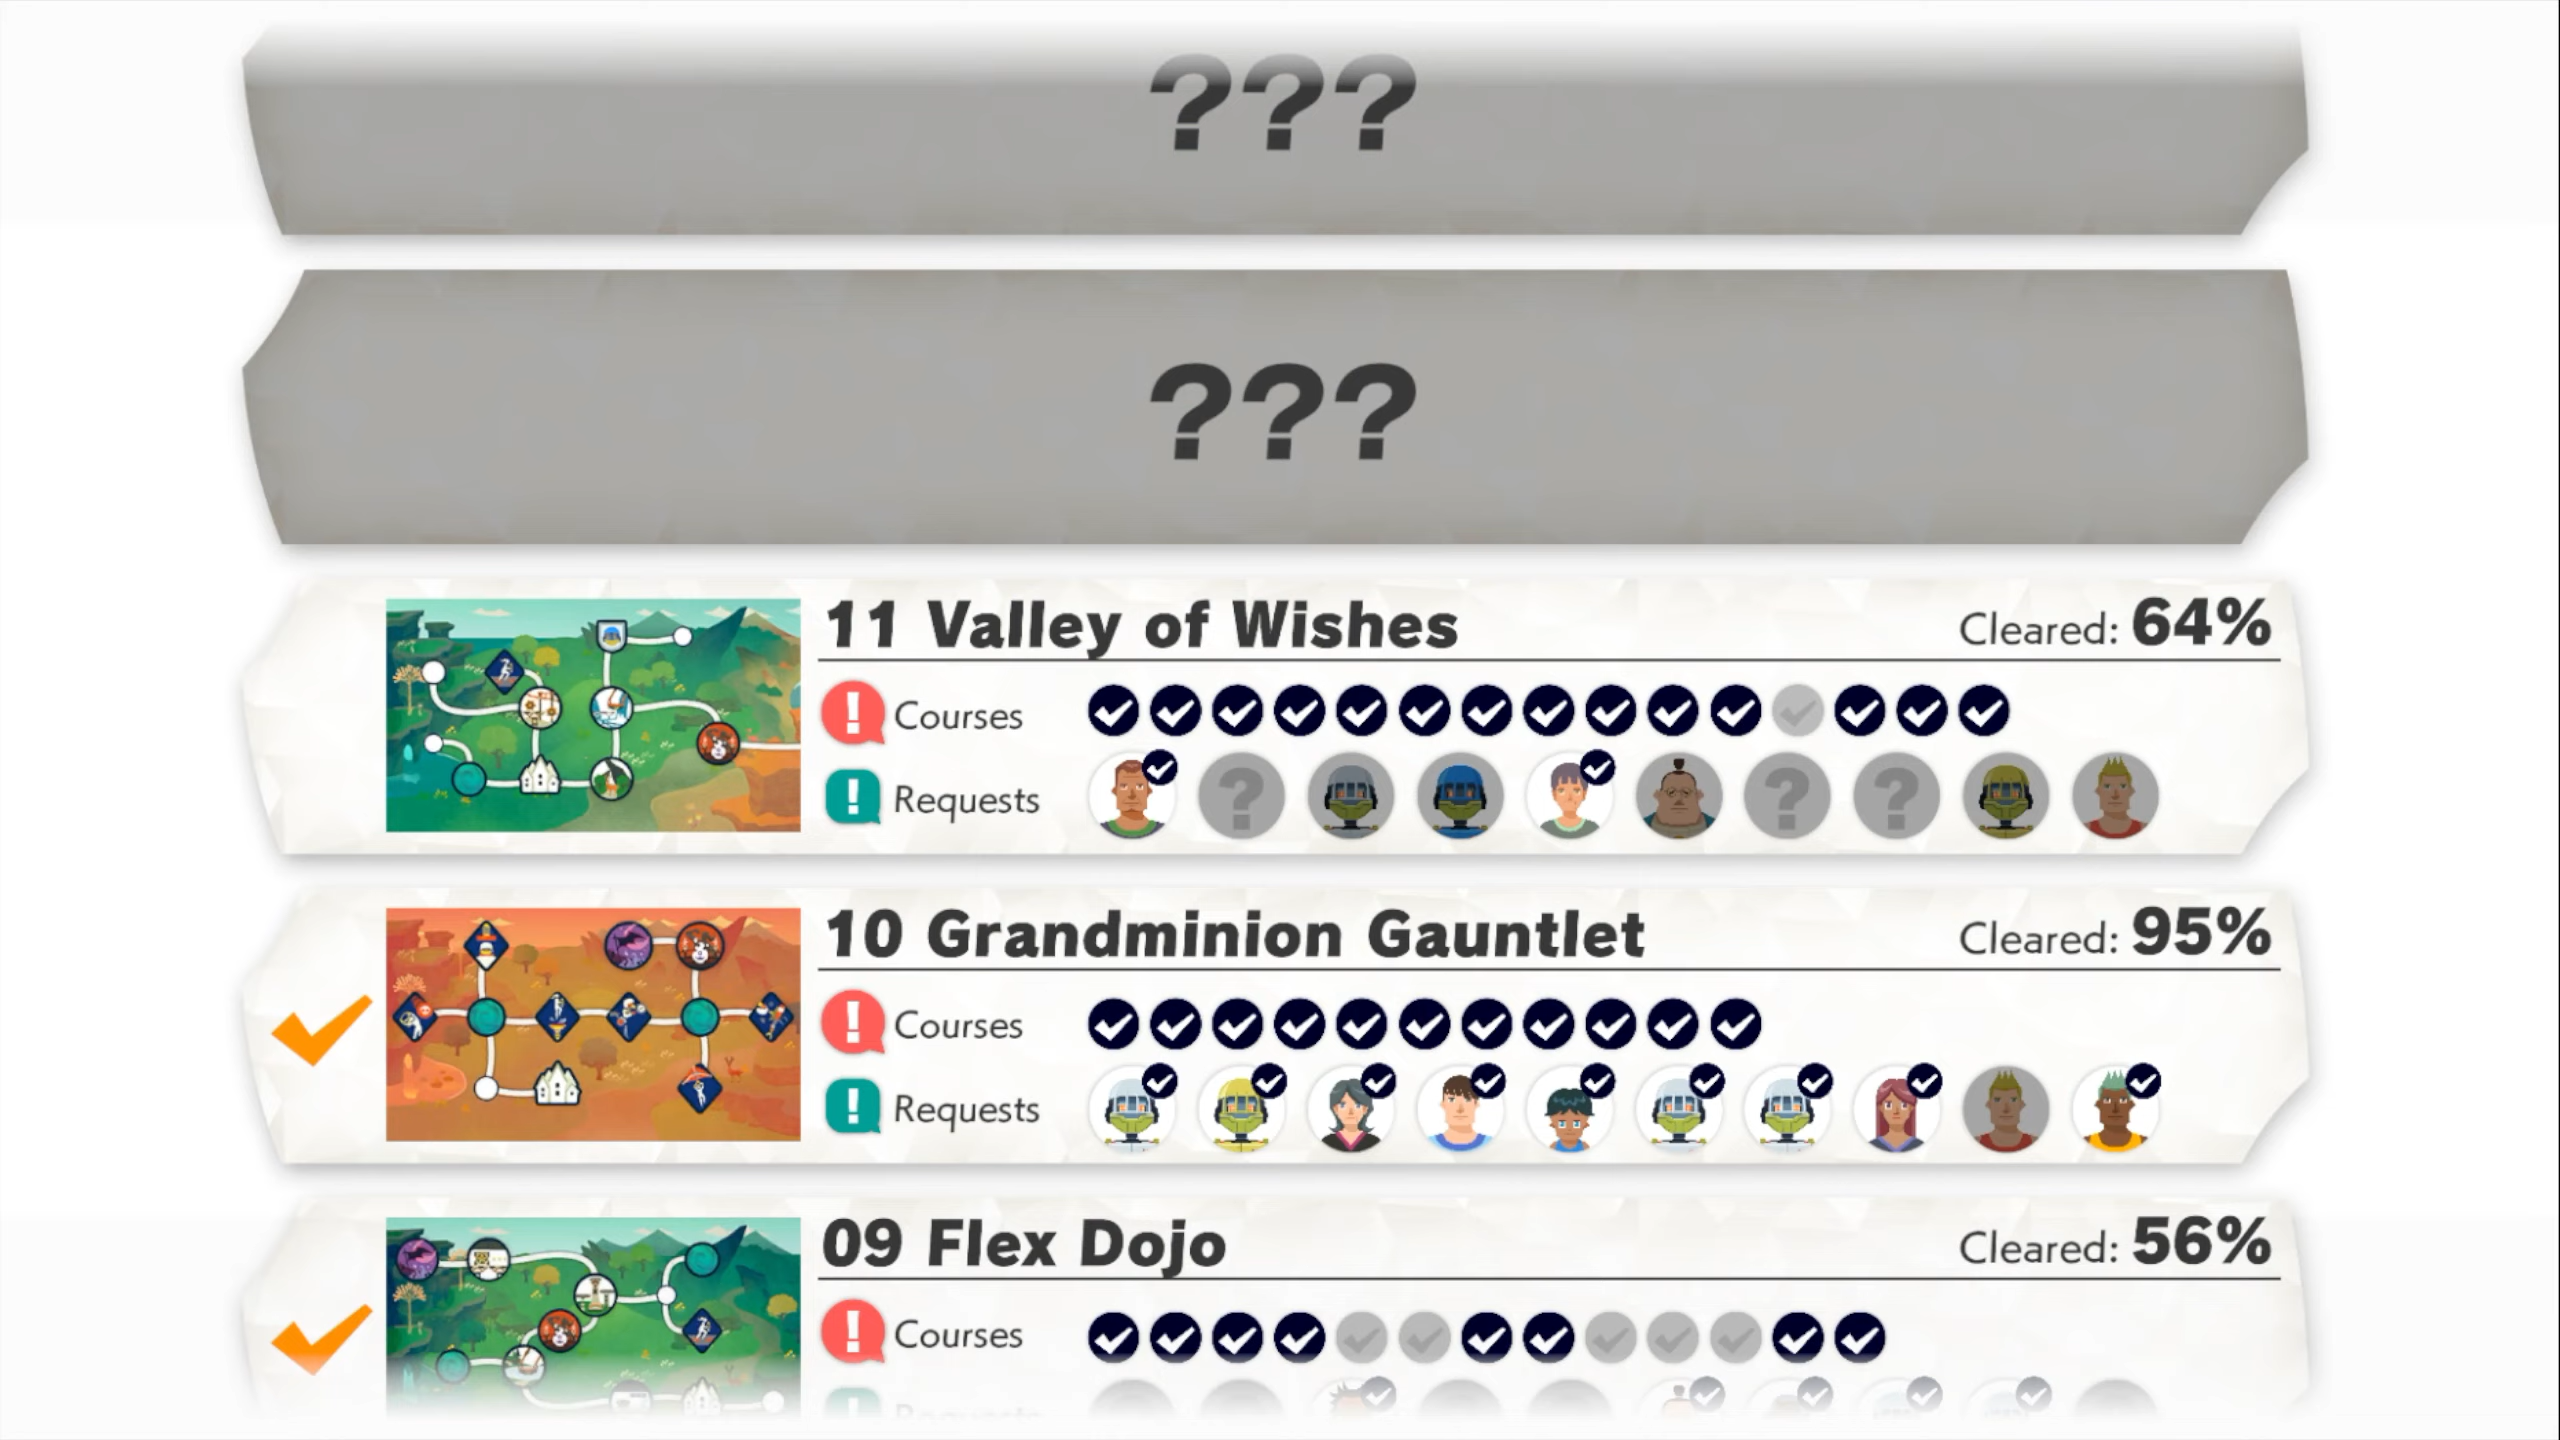 ???
???
11 Valley of Wishes
Cleared: 64%
! Courses
! Requests
? ? ?
10 Grandminion Gauntlet
Cleared: 95%
! Courses
! Requests
09 Flex Dojo
Cleared: 56%
! Courses
! Requests